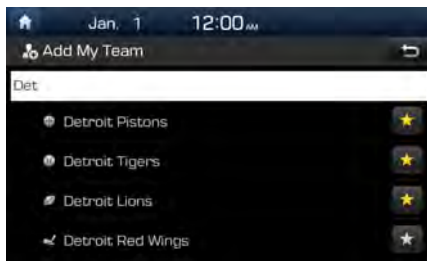 Jan. 1 12:00 AM
Add My Team
Det
Detroit Pistons
Detroit Tigers
Detroit Lions
Detroit Red Wings